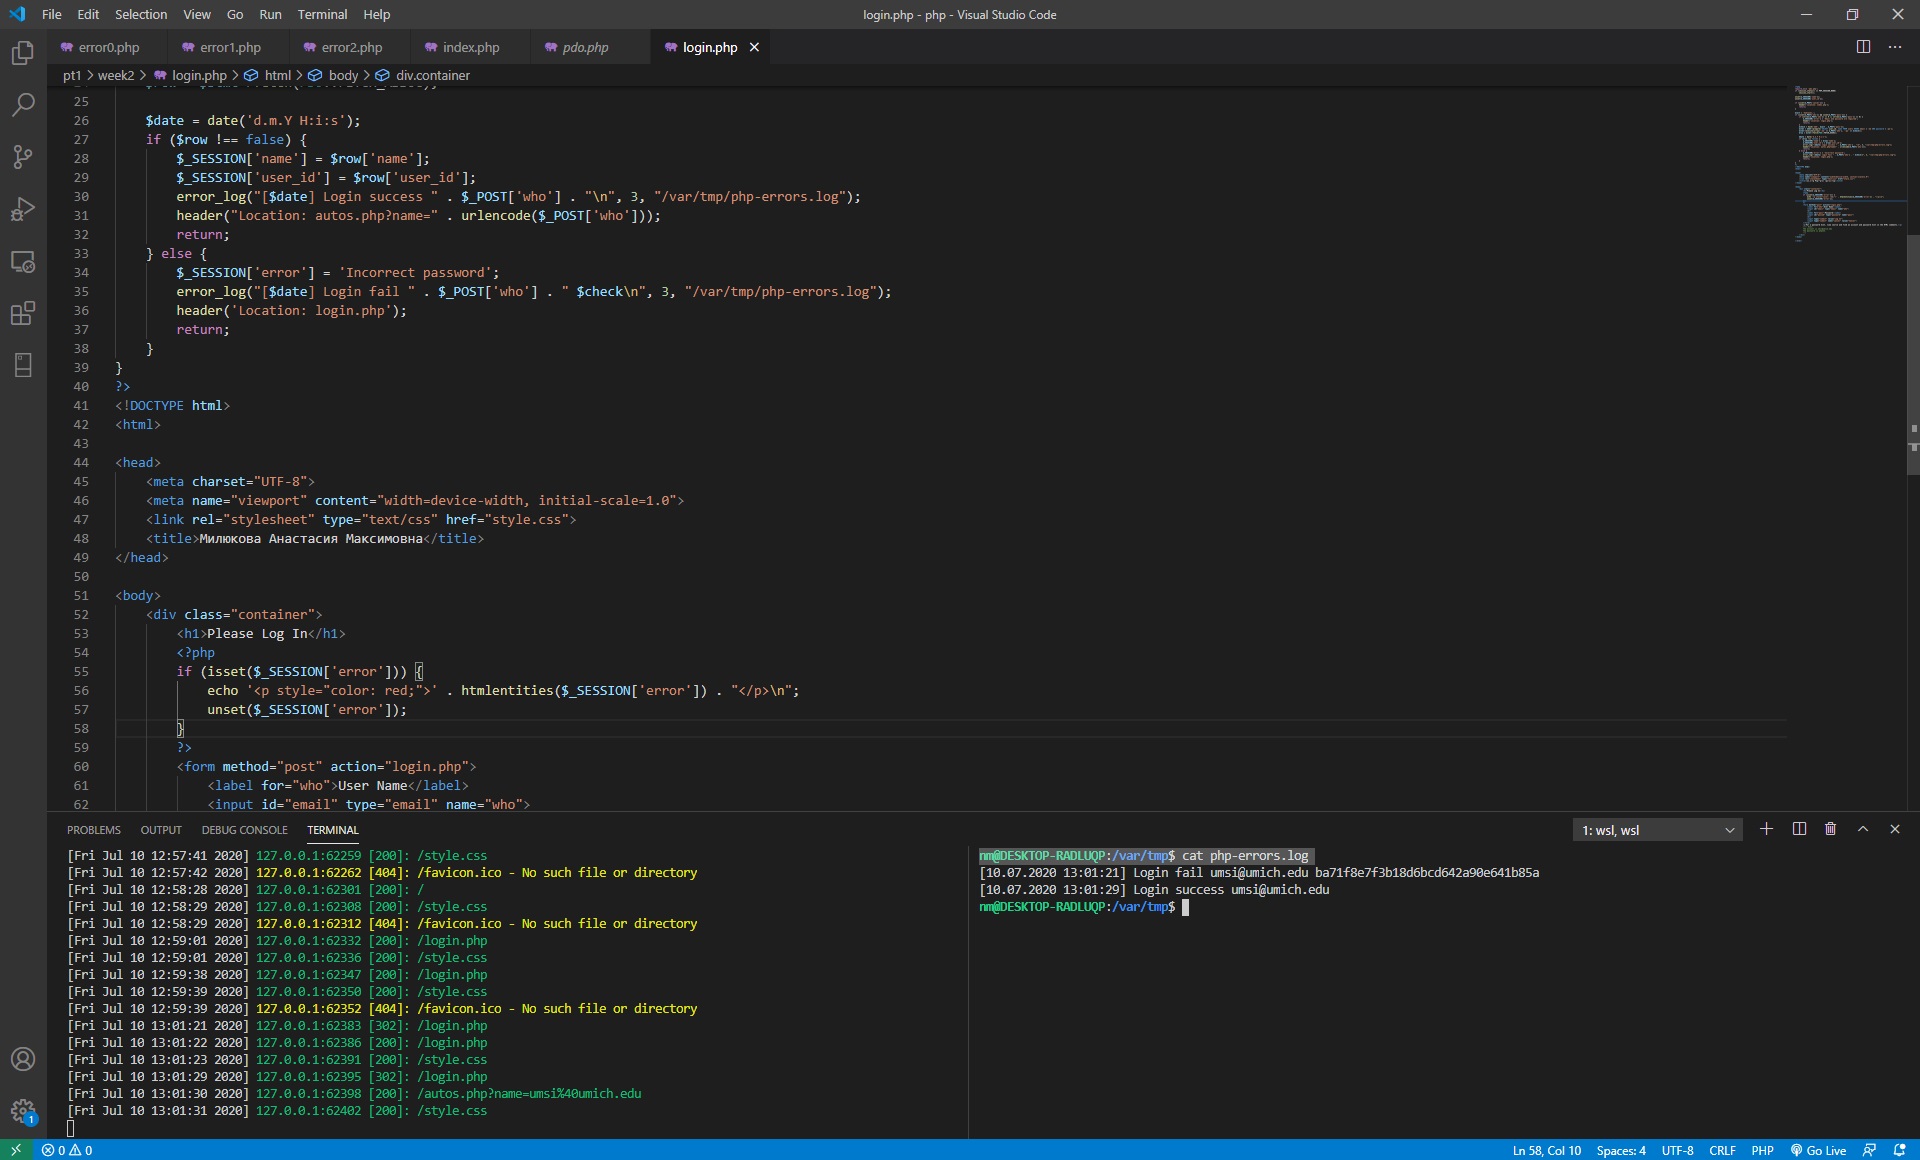 File Edit Selection View Go Run Terminal Help
login.php - php - Visual Studio Code
error0.php error1.php error2.php index.php pdo.php login.php
pt1 > week2 > login.php > html > body > div.container
25
26 $date = date('d.m.Y H:i:s');
27 if ($row !== false) {
28 $_SESSION['name'] = $row['name'];
29 $_SESSION['user_id'] = $row['user_id'];
30 error_log("[$date] Login success " . $_POST['who'] . "\n", 3, "/var/tmp/php-errors.log");
31 header("Location: autos.php?name=" . urlencode($_POST['who']));
32 return;
33 } else {
34 $_SESSION['error'] = 'Incorrect password';
35 error_log("[$date] Login fail " . $_POST['who'] . " $check\n", 3, "/var/tmp/php-errors.log");
36 header('Location: login.php');
37 return;
38 }
39 }
40 ?>
41 <!DOCTYPE html>
42 <html>
43
44 <head>
45 <meta charset="UTF-8">
46 <meta name="viewport" content="width=device-width, initial-scale=1.0">
47 <link rel="stylesheet" type="text/css" href="style.css">
48 <title>Милюкова Анастасия Максимовна</title>
49 </head>
50
51 <body>
52 <div class="container">
53 <h1>Please Log In</h1>
54 <?php
55 if (isset($_SESSION['error'])) {
56 echo '<p style="color: red;">' . htmlentities($_SESSION['error']) . "</p>\n";
57 unset($_SESSION['error']);
58 }
59 ?>
60 <form method="post" action="login.php">
61 <label for="who">User Name</label>
62 <input id="email" type="email" name="who">
PROBLEMS OUTPUT DEBUG CONSOLE TERMINAL
1: wsl, wsl
[Fri Jul 10 12:57:41 2020] 127.0.0.1:62259 [200]: /style.css
[Fri Jul 10 12:57:42 2020] 127.0.0.1:62262 [404]: /favicon.ico - No such file or directory
[Fri Jul 10 12:58:28 2020] 127.0.0.1:62301 [200]: /
[Fri Jul 10 12:58:29 2020] 127.0.0.1:62308 [200]: /style.css
[Fri Jul 10 12:58:29 2020] 127.0.0.1:62312 [404]: /favicon.ico - No such file or directory
[Fri Jul 10 12:59:01 2020] 127.0.0.1:62332 [200]: /login.php
[Fri Jul 10 12:59:01 2020] 127.0.0.1:62336 [200]: /style.css
[Fri Jul 10 12:59:38 2020] 127.0.0.1:62347 [200]: /login.php
[Fri Jul 10 12:59:39 2020] 127.0.0.1:62350 [200]: /style.css
[Fri Jul 10 12:59:39 2020] 127.0.0.1:62352 [404]: /favicon.ico - No such file or directory
[Fri Jul 10 13:01:21 2020] 127.0.0.1:62383 [302]: /login.php
[Fri Jul 10 13:01:22 2020] 127.0.0.1:62386 [200]: /login.php
[Fri Jul 10 13:01:23 2020] 127.0.0.1:62391 [200]: /style.css
[Fri Jul 10 13:01:29 2020] 127.0.0.1:62395 [302]: /login.php
[Fri Jul 10 13:01:30 2020] 127.0.0.1:62398 [200]: /autos.php?name=umsi%40umich.edu
[Fri Jul 10 13:01:31 2020] 127.0.0.1:62402 [200]: /style.css
nm@DESKTOP-RADLUQP:/var/tmp$ cat php-errors.log
[10.07.2020 13:01:21] Login fail umsi@umich.edu ba71f8e7f3b18d6bcd642a90e641b85a
[10.07.2020 13:01:29] Login success umsi@umich.edu
nm@DESKTOP-RADLUQP:/var/tmp$
1
0 0
Ln 58, Col 10 Spaces: 4 UTF-8 CRLF PHP Go Live